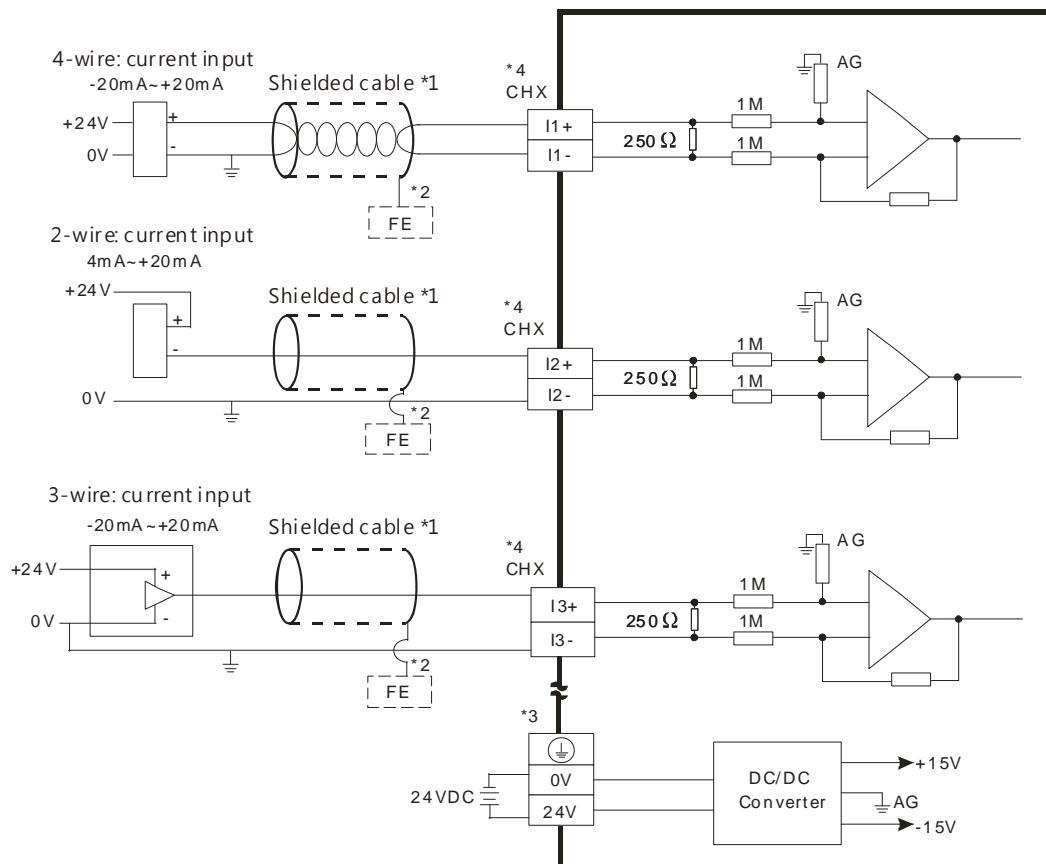 4-wire: current input
-20mA~+20mA
Shielded cable *1
*4
CHX
AG
+24V
+
1M
I1+
250Ω
0V
-
I1-
1M
*2
FE
2-wire: current input
4mA~+20mA
+24V
Shielded cable *1
*4
CHX
AG
+
1M
-
I2+
250Ω
1M
0V
I2-
*2
FE
3-wire: current input
-20mA~+20mA
Shielded cable *1
*4
CHX
AG
+24V
+
1M
I3+
250Ω
0V
-
I3-
1M
*2
FE
*3
0V
24VDC
24V
DC/DC
Converter
+15V
AG
-15V